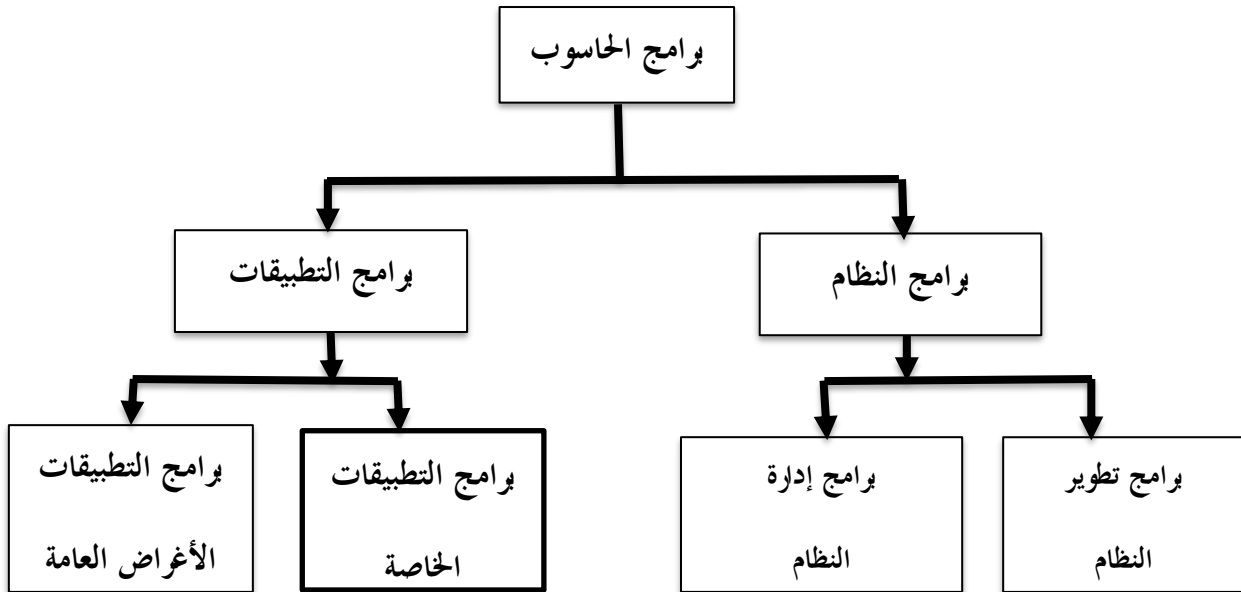 برامج الحاسوب
برامج النظام
برامج التطبيقات
برامج تطوير
النظام
برامج إدارة
النظام
برامج التطبيقات
الخاصة
برامج التطبيقات
الأغراض العامة